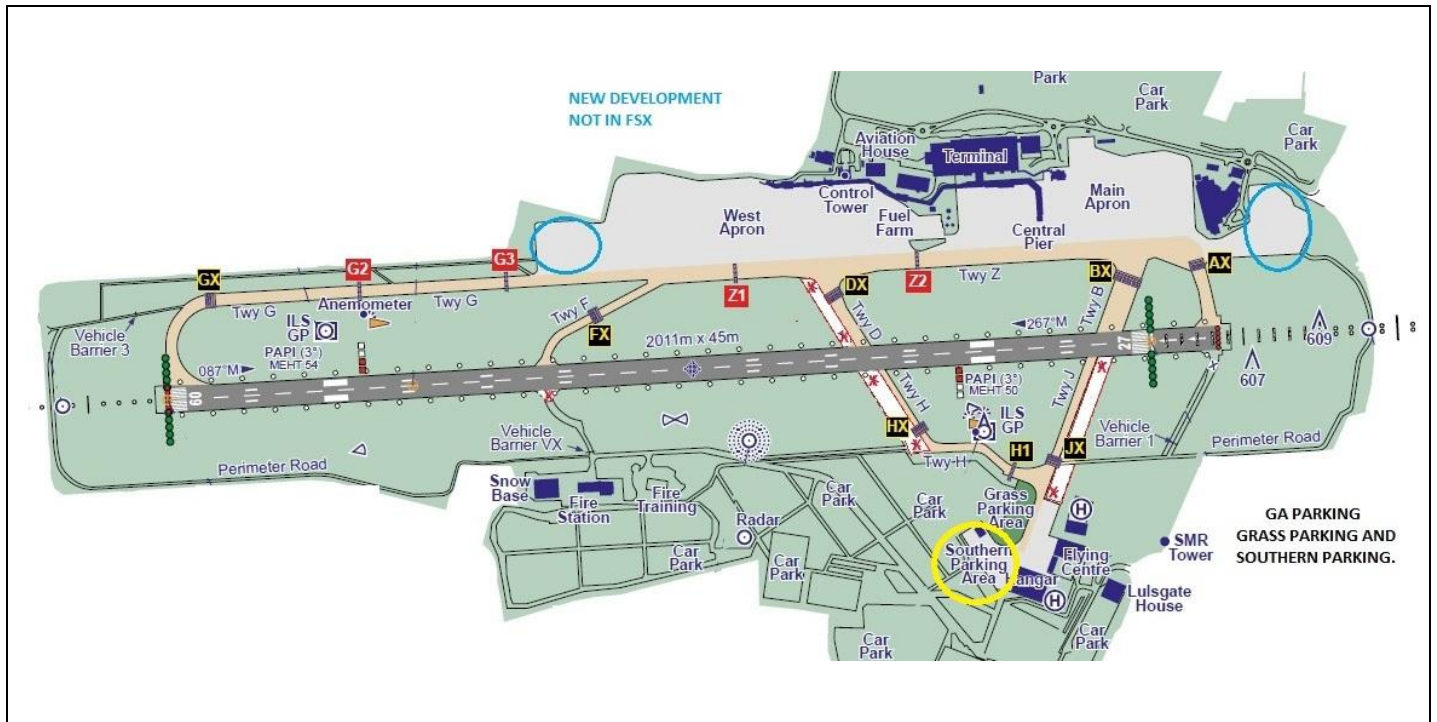 NEW DEVELOPMENT
NOT IN FSX
Park
Car
Park
Car
Park
Aviation
House
Terminal
Control
Tower
Fuel
Farm
Central
Pier
Main
Apron
West
Apron
GX
G2
G3
Z1
Z2
DX
BX
AX
Twy G
Anemometer
Twy G
Twy F
FX
Twy Z
Twy D
Twy B
Vehicle
Barrier 3
ILS
GP
PAPI (3°)
MEHT 54
087°M
2011m x 45m
267°M
27
09
609
607
PAPI (3°)
MEHT 50
ILS
GP
A
Twy J
Twy H
HX
Twy H
H1
JX
Vehicle
Barrier 1
Vehicle
Barrier VX
Perimeter Road
Perimeter Road
Snow
Base
Fire
Station
Fire
Training
Car
Park
Radar
Car
Park
Car
Park
Car
Park
Grass
Parking
Area
Southern
Parking
Area
Hangar
H
Flying
Centre
H
SMR
Tower
Lulsgate
House
Car
Park
Car
Park
GA PARKING
GRASS PARKING AND
SOUTHERN PARKING.